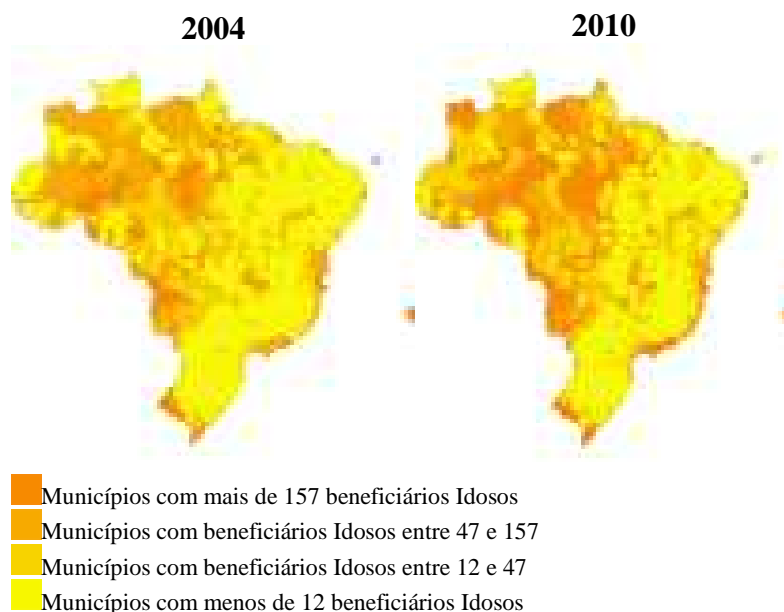 2004
2010
Municípios com mais de 157 beneficiários Idosos
Municípios com beneficiários Idosos entre 47 e 157
Municípios com beneficiários Idosos entre 12 e 47
Municípios com menos de 12 beneficiários Idosos